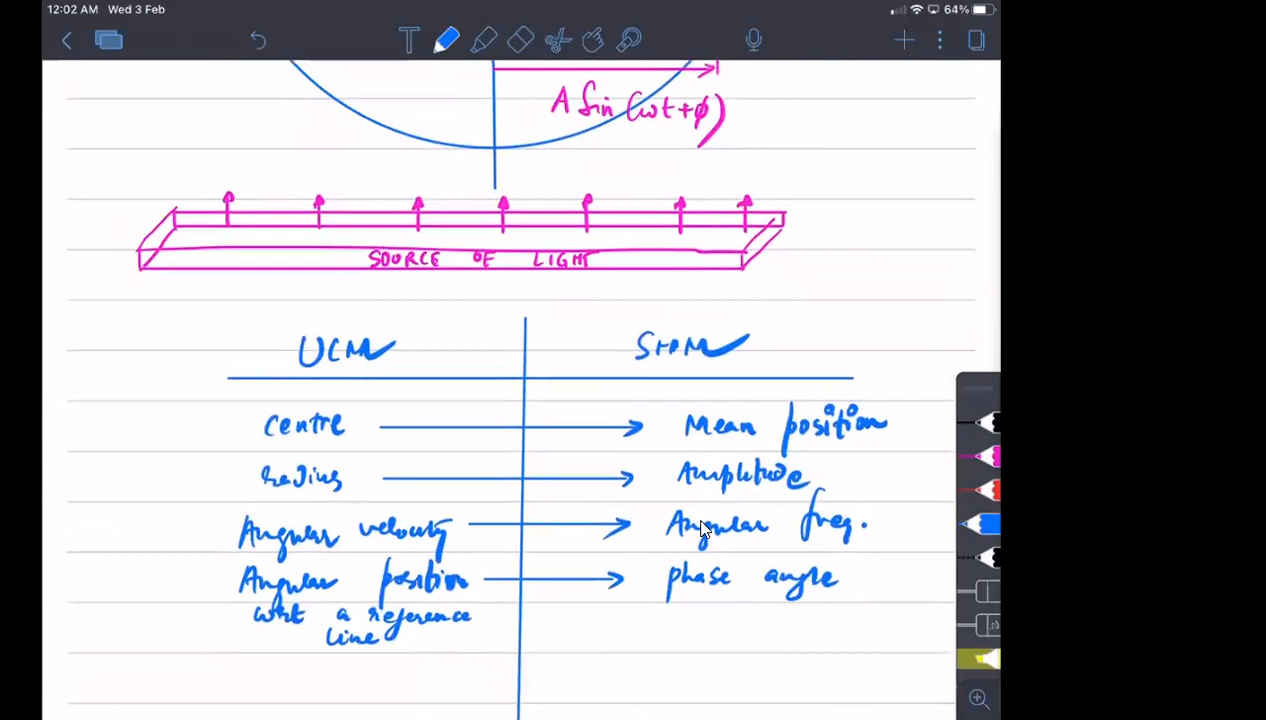 12:02 AM Wed 3 Feb
64%
T
A Sin (ωt+φ)
SOURCE OF LIGHT
UCM SHM
Centre → Mean position
radius → Amplitude
Angular velocity → Angular freq.
Angular position → phase angle
wrt a reference
line